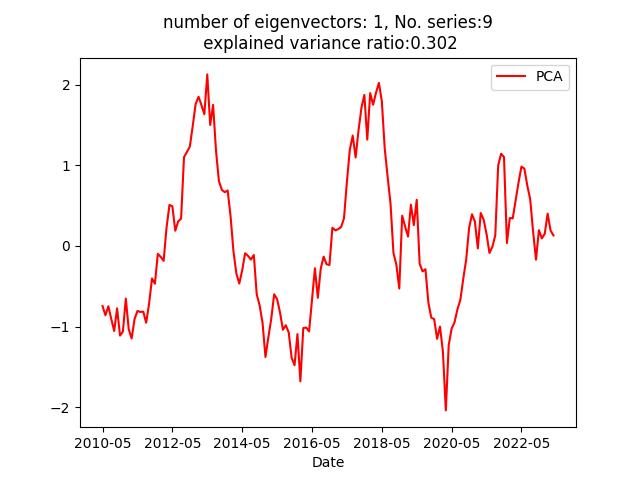 number of eigenvectors: 1, No. series:9
explained variance ratio:0.302
PCA
2
1
0
−1
−2
2010-05 2012-05 2014-05 2016-05 2018-05 2020-05 2022-05
Date